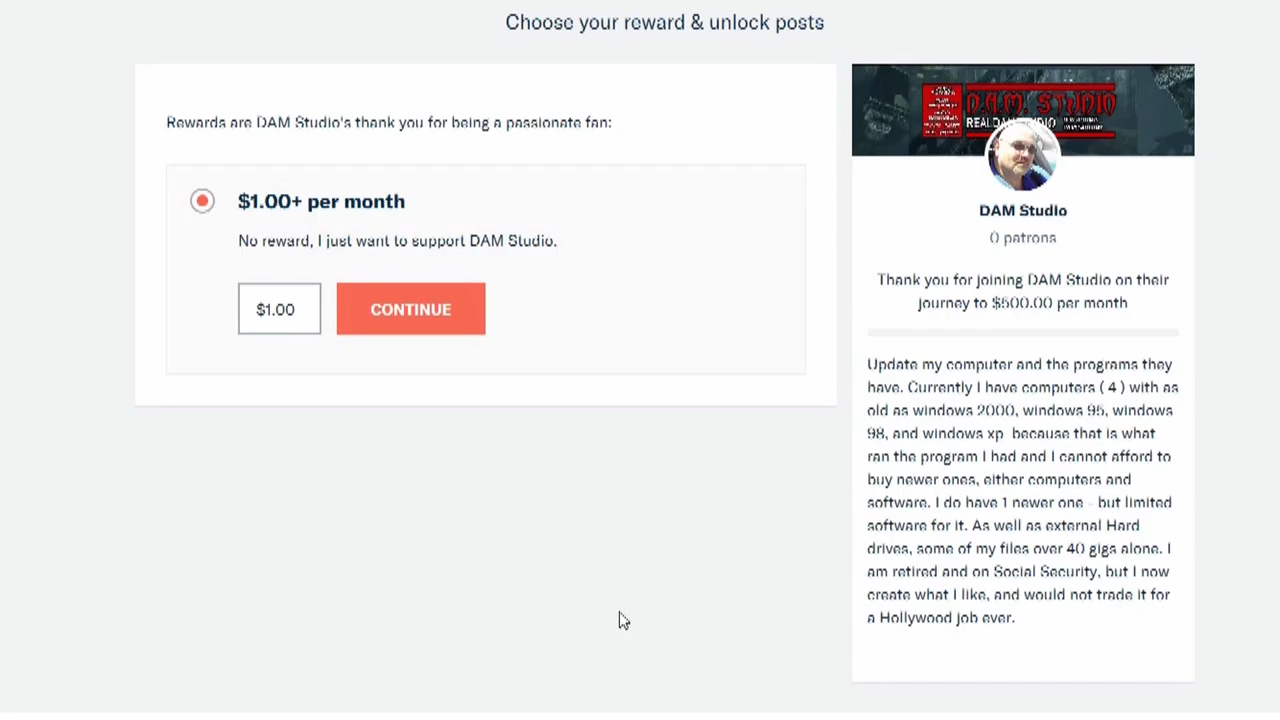 Choose your reward & unlock posts
Rewards are DAM Studio's thank you for being a passionate fan:
$1.00+ per month
No reward, I just want to support DAM Studio.
$1.00
CONTINUE
D.A.M. STUDIO
DAM Studio
0 patrons
Thank you for joining DAM Studio on their
journey to $500.00 per month
Update my computer and the programs they
have. Currently I have computers ( 4 ) with as
old as windows 2000, windows 95, windows
98, and windows xp  because that is what
ran the program I had and I cannot afford to
buy newer ones, either computers and
software. I do have 1 newer one - but limited
software for it. As well as external Hard
drives, some of my files over 40 gigs alone. I
am retired and on Social Security, but I now
create what I like, and would not trade it for
a Hollywood job ever.